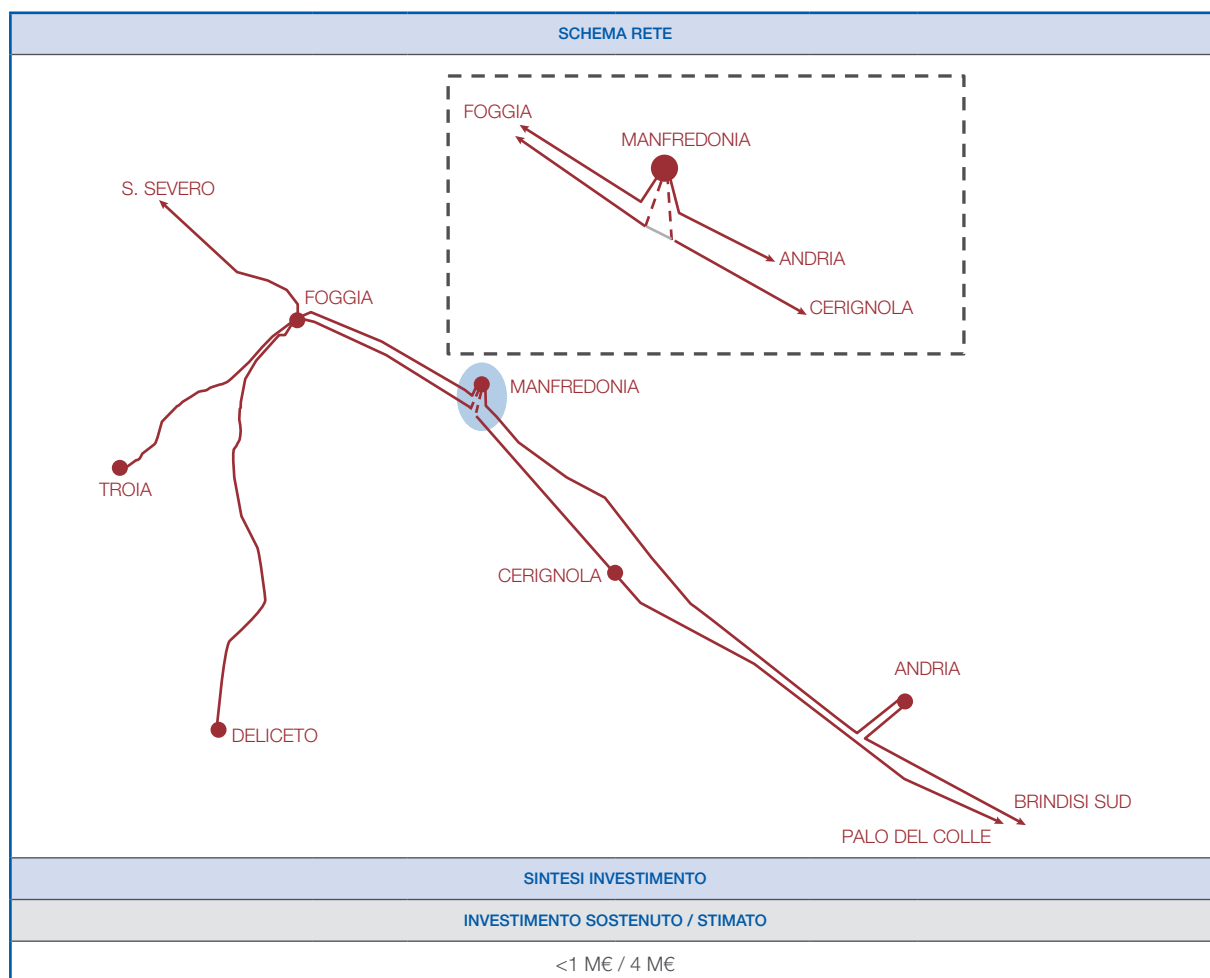 SCHEMA RETE
FOGGIA
MANFREDONIA
ANDRIA
CERIGNOLA
S. SEVERO
FOGGIA
MANFREDONIA
TROIA
CERIGNOLA
ANDRIA
DELICETO
BRINDISI SUD
PALO DEL COLLE
SINTESI INVESTIMENTO
INVESTIMENTO SOSTENUTO / STIMATO
<1 M€ / 4 M€